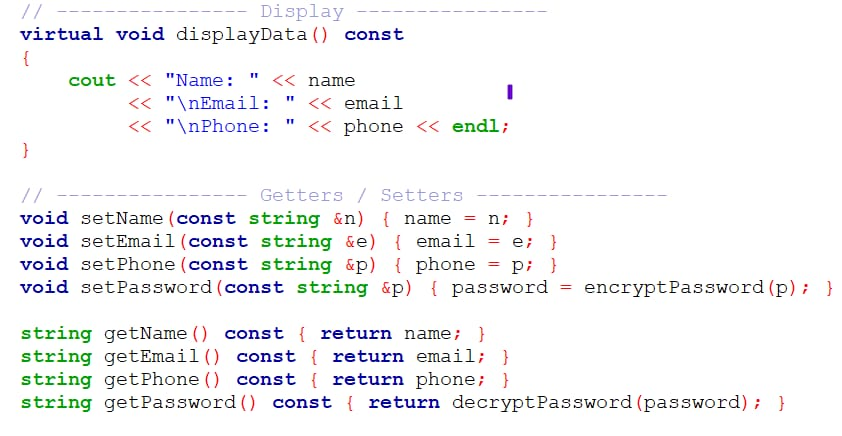 // ---------------- Display ----------------
virtual void displayData() const
{
    cout << "Name: " << name
         << "\nEmail: " << email
         << "\nPhone: " << phone << endl;
}

// ---------------- Getters / Setters ----------------
void setName(const string &n) { name = n; }
void setEmail(const string &e) { email = e; }
void setPhone(const string &p) { phone = p; }
void setPassword(const string &p) { password = encryptPassword(p); }

string getName() const { return name; }
string getEmail() const { return email; }
string getPhone() const { return phone; }
string getPassword() const { return decryptPassword(password); }